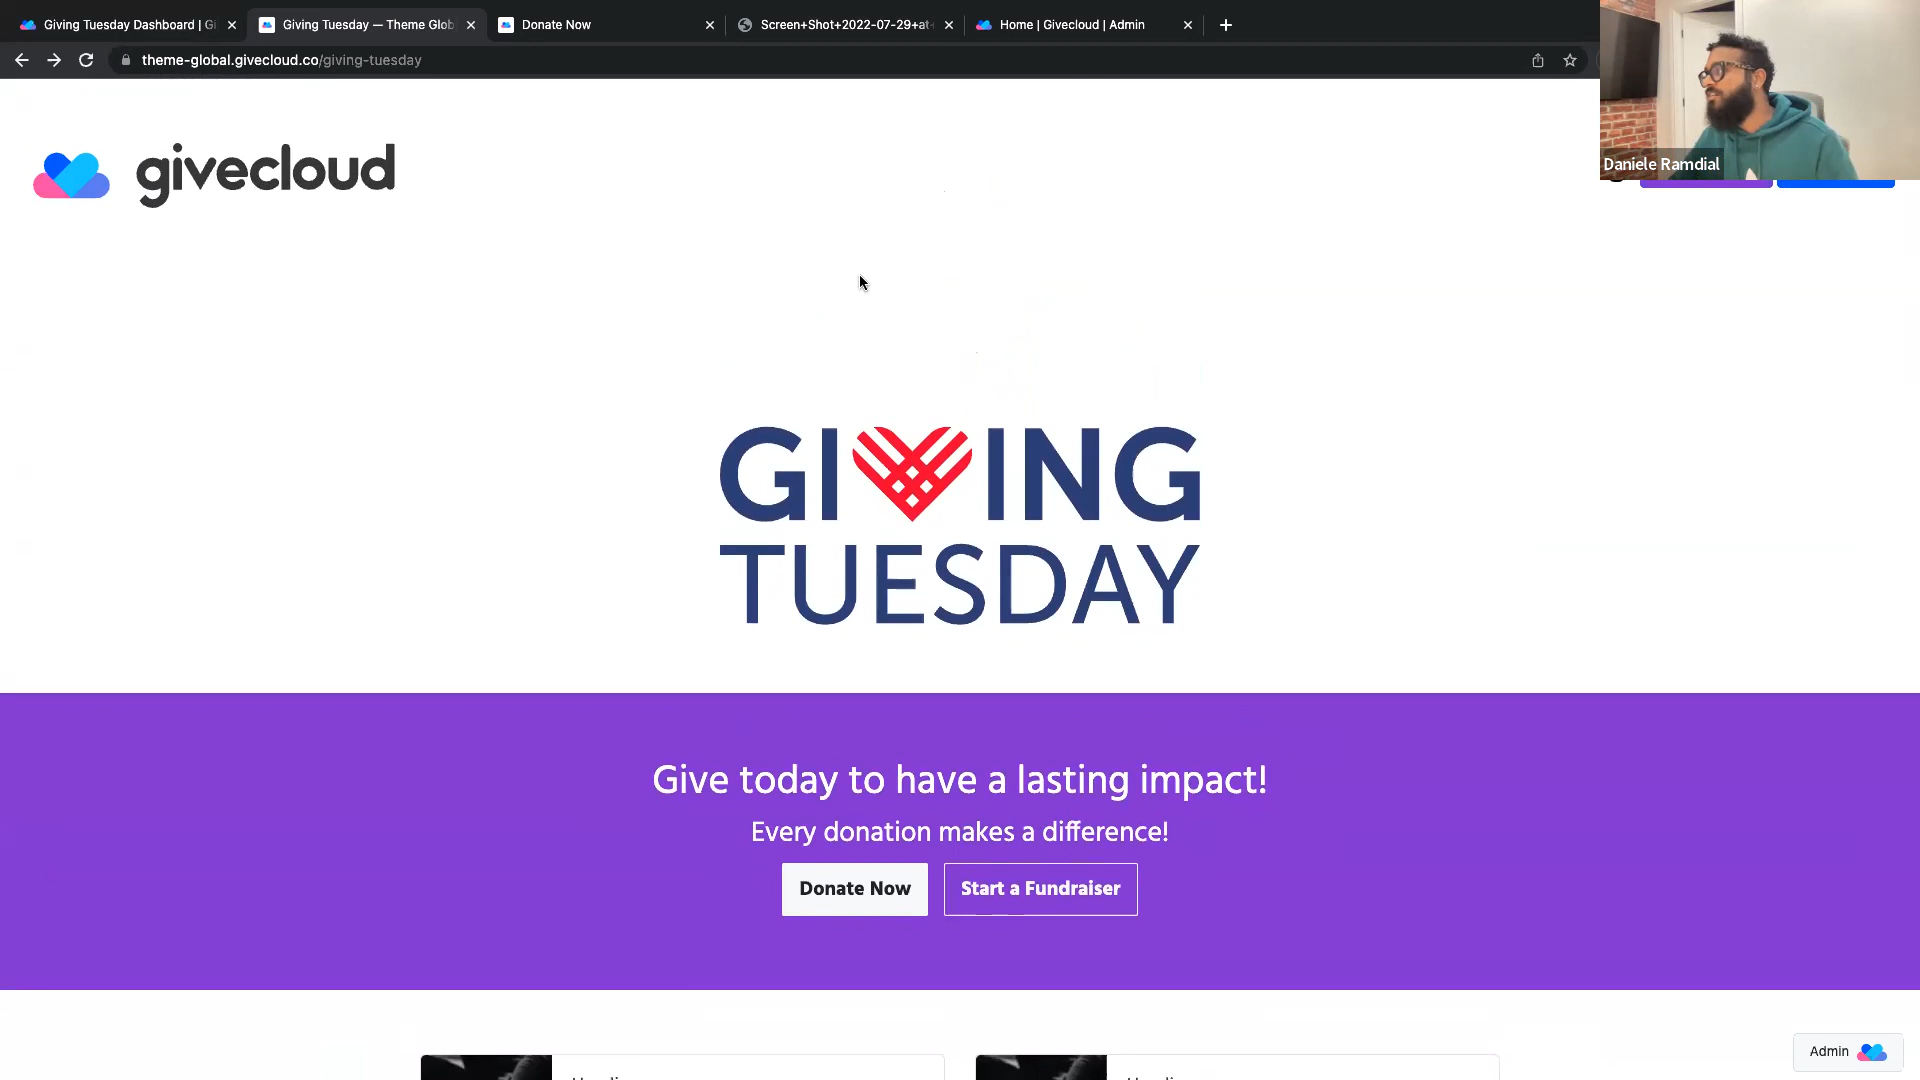 Giving Tuesday Dashboard | Gi
Giving Tuesday — Theme Glob
Donate Now
Screen+Shot+2022-07-29+at
Home | Givecloud | Admin
theme-global.givecloud.co/giving-tuesday
Daniele Ramdial
givecloud
GIVING
TUESDAY
Give today to have a lasting impact!
Every donation makes a difference!
Donate Now
Start a Fundraiser
Admin